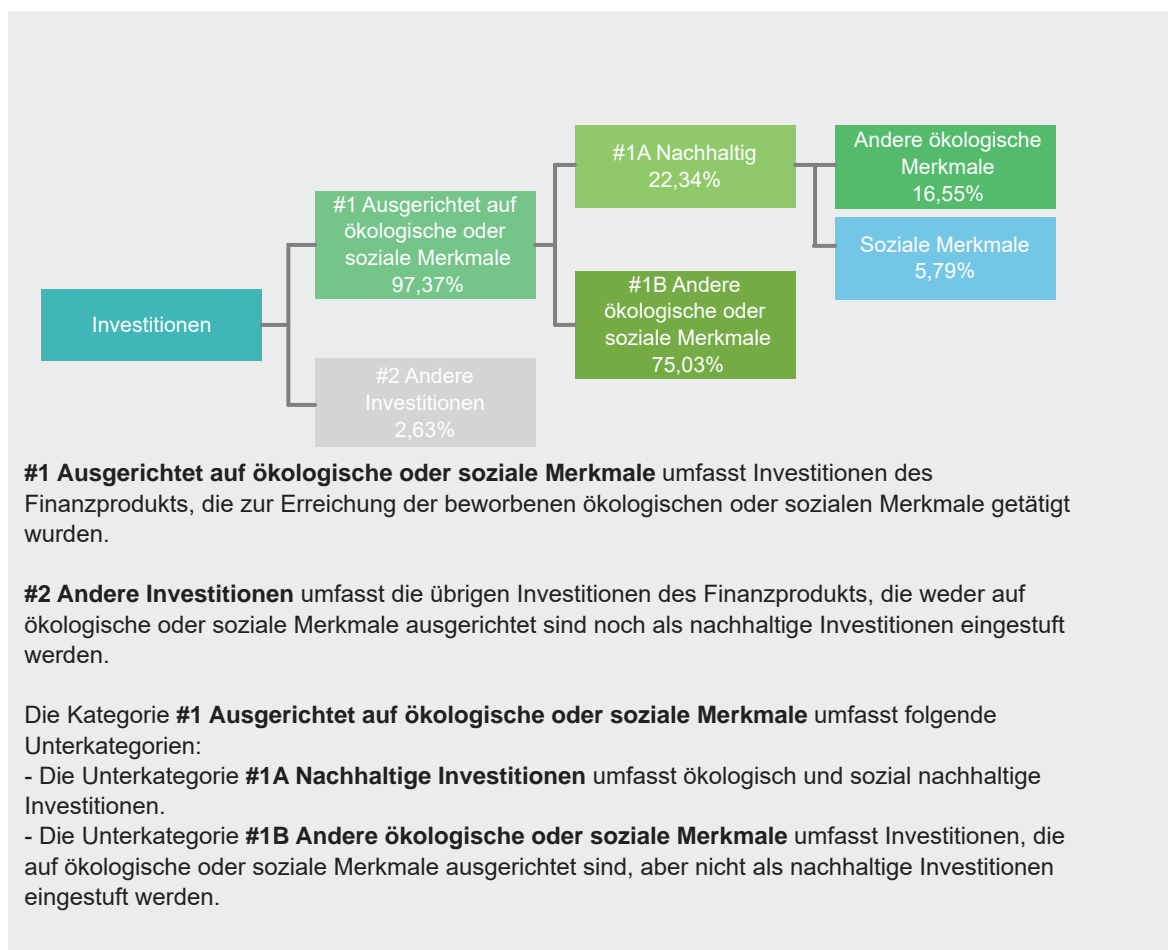 #1A Nachhaltig
22,34%
Andere ökologische
Merkmale
16,55%
#1 Ausgerichtet auf
ökologische oder
soziale Merkmale
97,37%
Soziale Merkmale
5,79%
Investitionen
#1B Andere
ökologische oder
soziale Merkmale
75,03%
#2 Andere
Investitionen
2,63%
#1 Ausgerichtet auf ökologische oder soziale Merkmale umfasst Investitionen des
Finanzprodukts, die zur Erreichung der beworbenen ökologischen oder sozialen Merkmale getätigt
wurden.
#2 Andere Investitionen umfasst die übrigen Investitionen des Finanzprodukts, die weder auf
ökologische oder soziale Merkmale ausgerichtet sind noch als nachhaltige Investitionen eingestuft
werden.
Die Kategorie #1 Ausgerichtet auf ökologische oder soziale Merkmale umfasst folgende
Unterkategorien:
- Die Unterkategorie #1A Nachhaltige Investitionen umfasst ökologisch und sozial nachhaltige
Investitionen.
- Die Unterkategorie #1B Andere ökologische oder soziale Merkmale umfasst Investitionen, die
auf ökologische oder soziale Merkmale ausgerichtet sind, aber nicht als nachhaltige Investitionen
eingestuft werden.